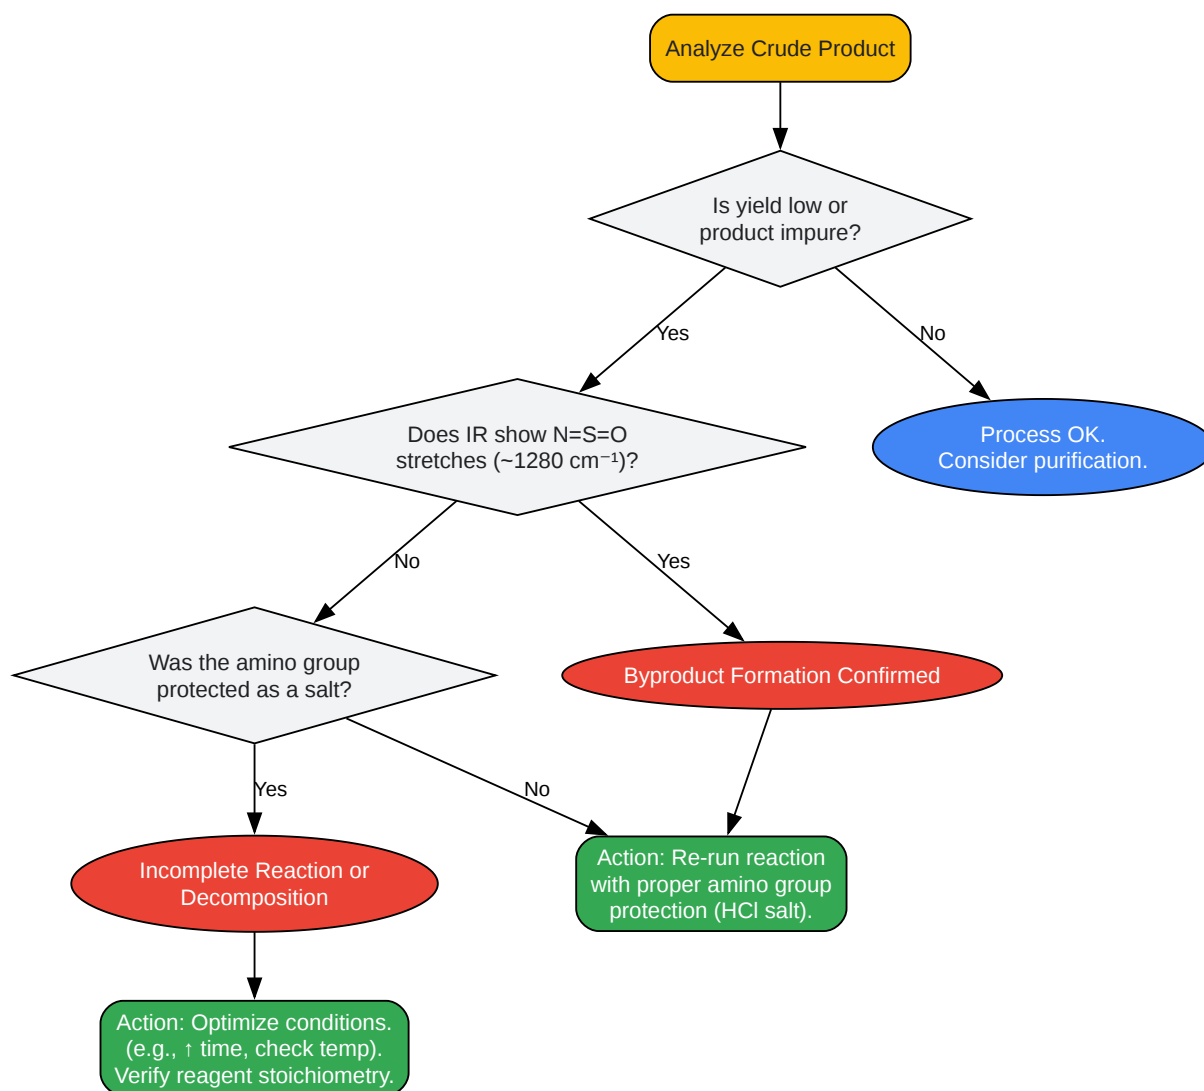 Analyze Crude Product
Is yield low or
product impure?
Yes
No
Does IR show N=S=O
stretches (~1280 cm⁻¹)?
Process OK.
Consider purification.
No
Yes
Was the amino group
protected as a salt?
Byproduct Formation Confirmed
Yes
No
Incomplete Reaction or
Decomposition
Action: Re-run reaction
with proper amino group
protection (HCl salt).
Action: Optimize conditions.
(e.g., ↑ time, check temp).
Verify reagent stoichiometry.